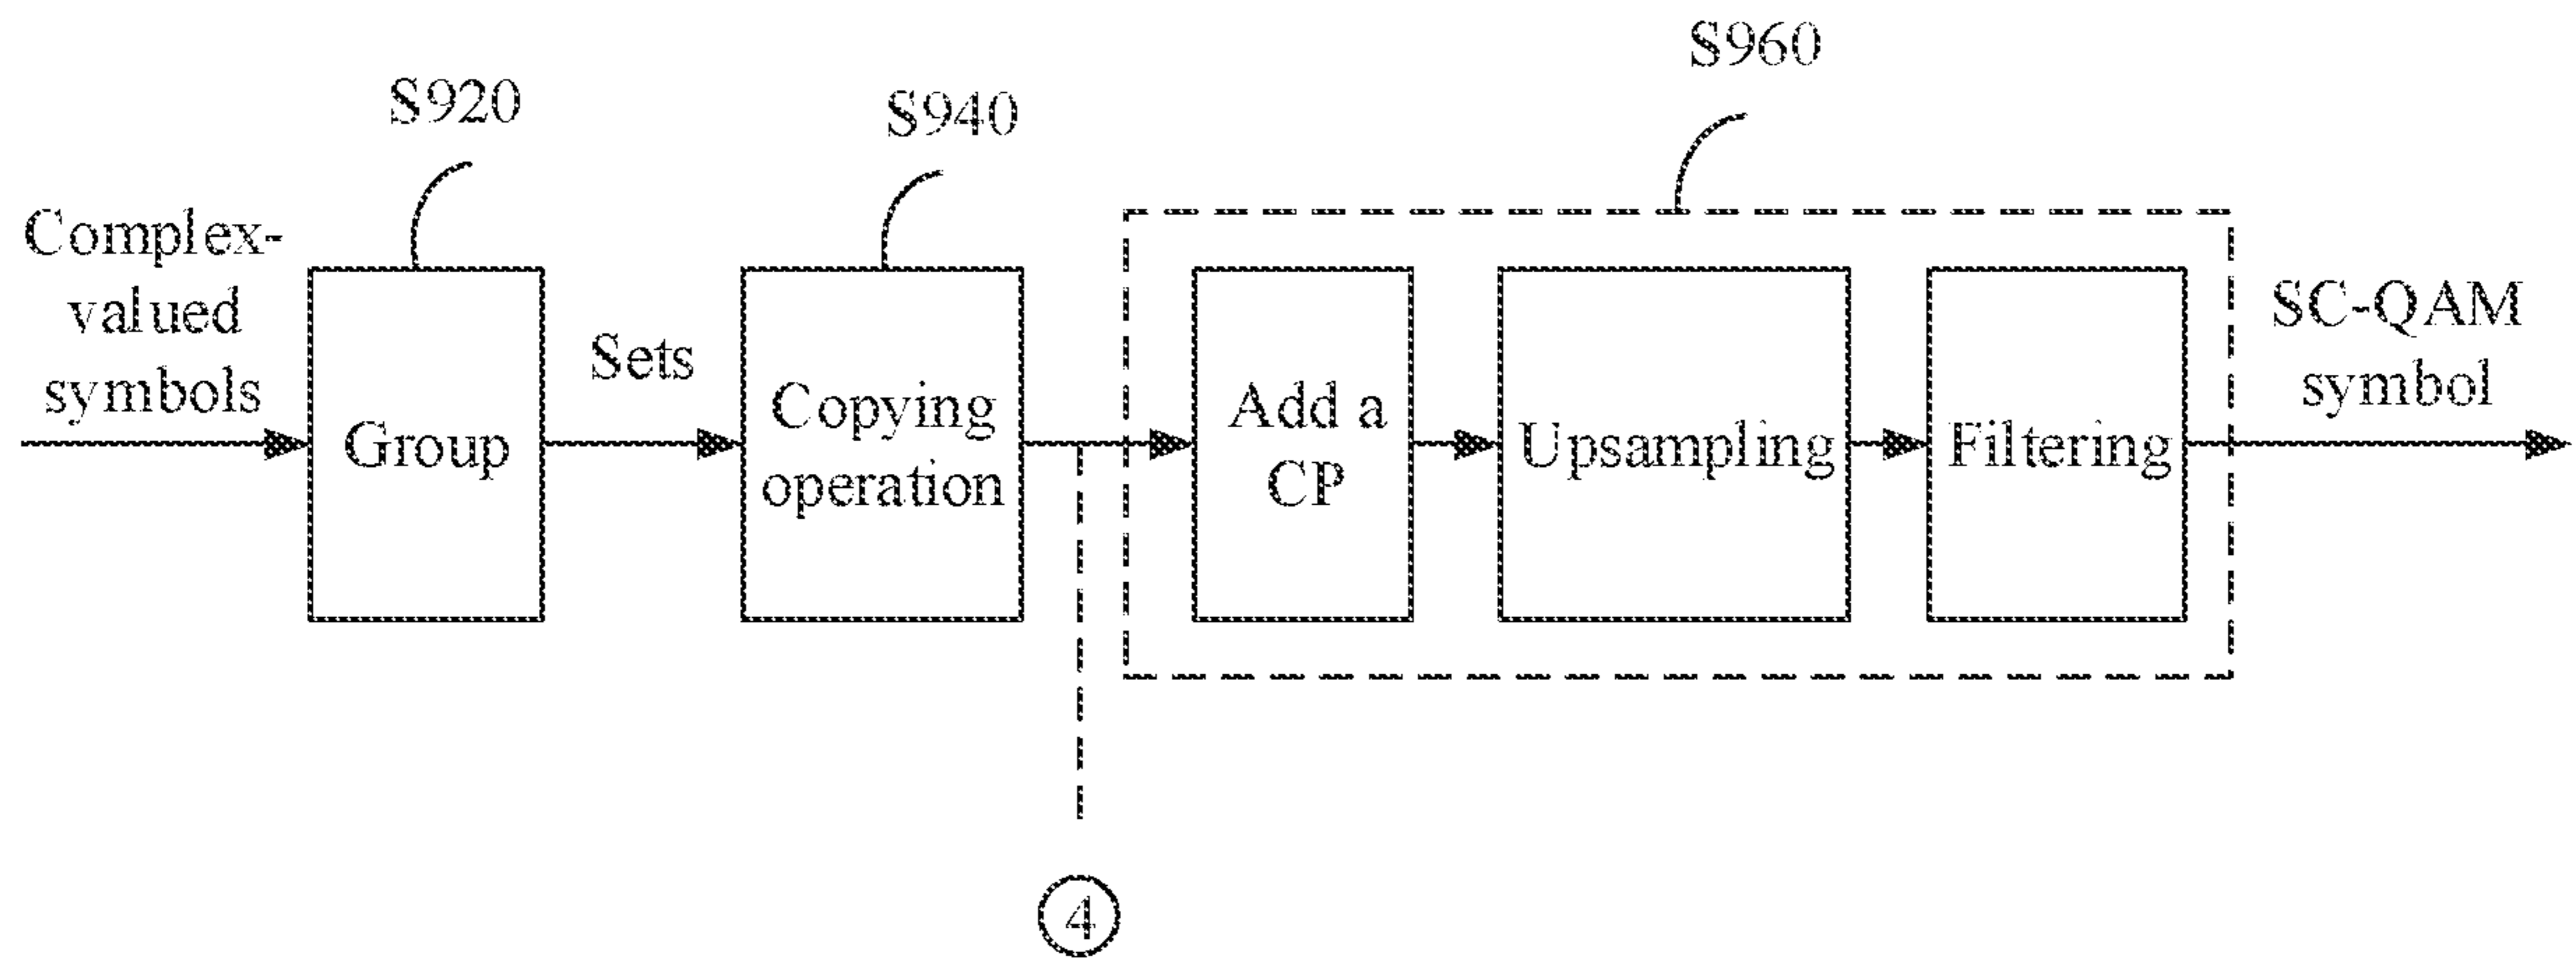 S960
S920
S940
Complex-
valued
symbols
Group
Sets
Copying
operation
Add a
CP
Upsampling
Filtering
SC-QAM
symbol
4